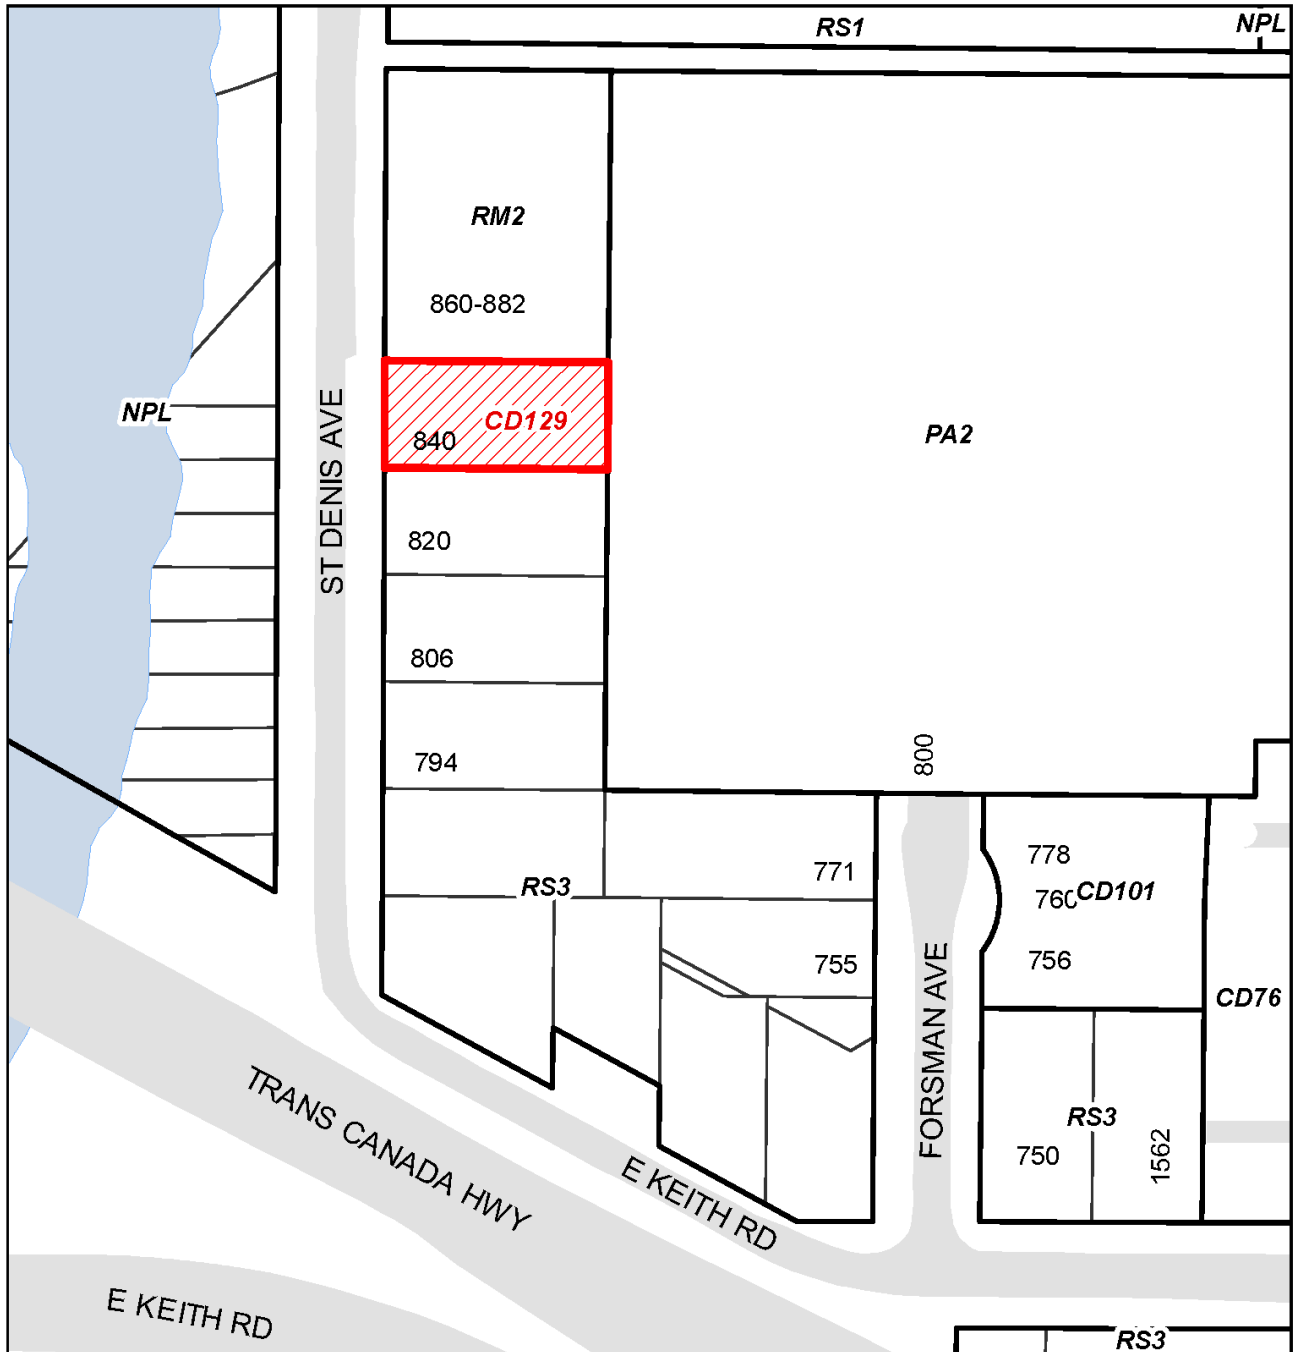 RS1
NPL
RM2
860-882
NPL
CD129
840
PA2
ST DENIS AVE
820
806
794
800
771
RS3
778
760
CD101
756
755
CD76
FORSMAN AVE
TRANS CANADA HWY
RS3
750
1562
E KEITH RD
E KEITH RD
RS3